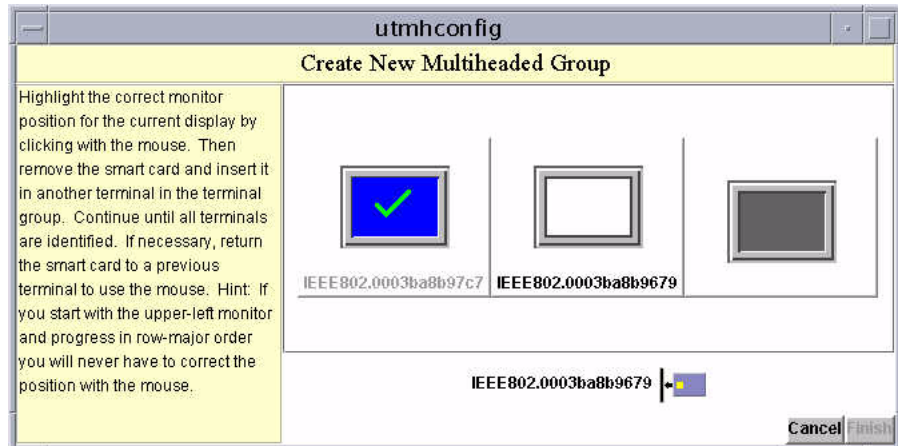 utmhconfig
Create New Multiheaded Group
Highlight the correct monitor
position for the current display by
clicking with the mouse. Then
remove the smart card and insert it
in another terminal in the terminal
group. Continue until all terminals
are identified. If necessary, return
the smart card to a previous
terminal to use the mouse. Hint: If
you start with the upper-left monitor
and progress in row-major order
you will never have to correct the
position with the mouse.
IEEE802.0003ba8b97c7
IEEE802.0003ba8b9679
IEEE802.0003ba8b9679
Cancel
Finish